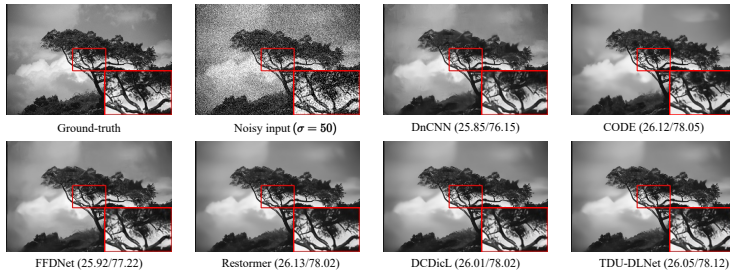 Ground-truth
Noisy input (σ = 50)
DnCNN (25.85/76.15)
CODE (26.12/78.05)
FFDNet (25.92/77.22)
Restormer (26.13/78.02)
DCDicL (26.01/78.02)
TDU-DLNet (26.05/78.12)